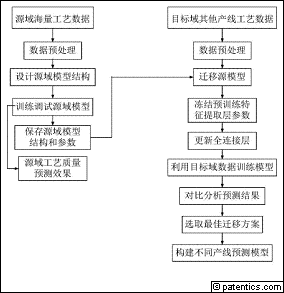 源域海量工艺数据
数据预处理
设计源域模型结构
训练调试源域模型
保存源域模型
结构和参数
源域工艺质量
预测效果
目标域其他产线工艺数据
数据预处理
迁移源模型
冻结预训练特
征提取层参数
更新全连接层
利用目标域数据训练模型
对比分析预测结果
选取最佳迁移方案
构建不同产线预测模型
© patentics.com